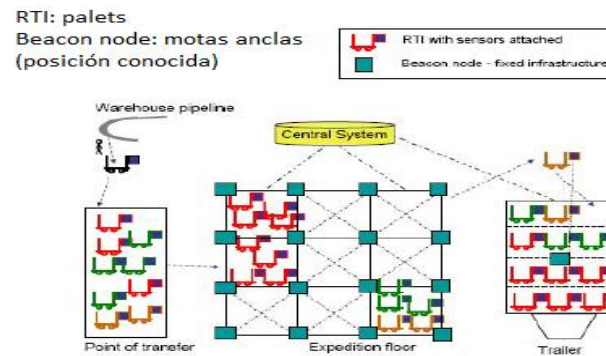 RTI: palets
Beacon node: motas anclas
(posición conocida)
RTI with sensors attached
Beacon node - fixed infrastructure
Warehouse pipeline
Central System
Point of transfer
Expedition floor
Trailer